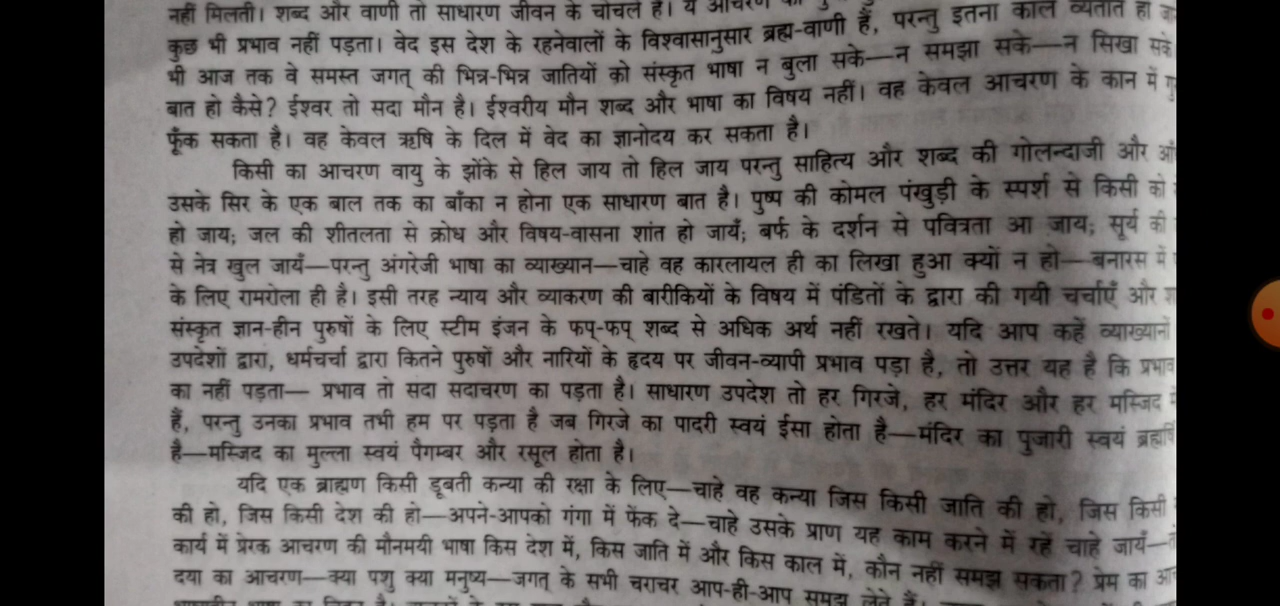 नहीं मिलती। शब्द और वाणी तो साधारण जीवन के चोचले हैं। ये आचरण
कुछ भी प्रभाव नहीं पड़ता। वेद इस देश के रहनेवालों के विश्वासानुसार ब्रह्म-वाणी हैं, परन्तु इतना काल व्यतीत हो
भी आज तक वे समस्त जगत् की भिन्न-भिन्न जातियों को संस्कृत भाषा न बुला सके—न समझा सके—न सिखा सके
बात हो कैसे? ईश्वर तो सदा मौन है। ईश्वरीय मौन शब्द और भाषा का विषय नहीं। वह केवल आचरण के कान में
फूँक सकता है। वह केवल ऋषि के दिल में वेद का ज्ञानोदय कर सकता है।
किसी का आचरण वायु के झोंके से हिल जाय तो हिल जाय परन्तु साहित्य और शब्द की गोलन्दाजी और
उसके सिर के एक बाल तक का बाँका न होना एक साधारण बात है। पुष्प की कोमल पंखुड़ी के स्पर्श से किसी को
हो जाय; जल की शीतलता से क्रोध और विषय-वासना शांत हो जायँ; बर्फ के दर्शन से पवित्रता आ जाय; सूर्य की
से नेत्र खुल जायँ—परन्तु अंगरेजी भाषा का व्याख्यान—चाहे वह कारलायल ही का लिखा हुआ क्यों न हो—बनारस में
के लिए रामरोला ही है। इसी तरह न्याय और व्याकरण की बारीकियों के विषय में पंडितों के द्वारा की गयी चर्चाएँ और
संस्कृत ज्ञान-हीन पुरुषों के लिए स्टीम इंजन के फप्-फप् शब्द से अधिक अर्थ नहीं रखते। यदि आप कहें व्याख्यानों
उपदेशों द्वारा, धर्मचर्चा द्वारा कितने पुरुषों और नारियों के हृदय पर जीवन-व्यापी प्रभाव पड़ा है, तो उत्तर यह है कि प्रभाव
का नहीं पड़ता— प्रभाव तो सदा सदाचरण का पड़ता है। साधारण उपदेश तो हर गिरजे, हर मंदिर और हर मस्जिद
हैं, परन्तु उनका प्रभाव तभी हम पर पड़ता है जब गिरजे का पादरी स्वयं ईसा होता है—मंदिर का पुजारी स्वयं ब्रह्मर्षि
है—मस्जिद का मुल्ला स्वयं पैगम्बर और रसूल होता है।
यदि एक ब्राह्मण किसी डूबती कन्या की रक्षा के लिए—चाहे वह कन्या जिस किसी जाति की हो, जिस किसी
की हो, जिस किसी देश की हो—अपने-आपको गंगा में फेंक दे—चाहे उसके प्राण यह काम करने में रहें चाहे जायँ—
कार्य में प्रेरक आचरण की मौनमयी भाषा किस देश में, किस जाति में और किस काल में, कौन नहीं समझ सकता? प्रेम का
दया का आचरण—क्या पशु क्या मनुष्य—जगत् के सभी चराचर आप-ही-आप समझ लेते हैं।